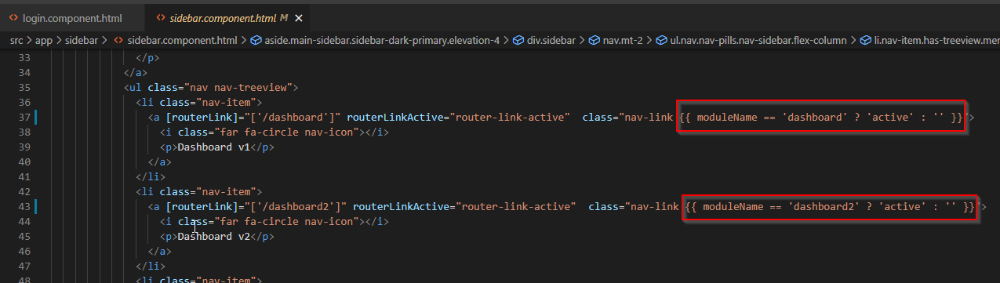 login.component.html sidebar.component.html M
src > app > sidebar > sidebar.component.html > aside.main-sidebar.sidebar-dark-primary.elevation-4 > div.sidebar > nav.mt-2 > ul.nav.nav-pills.nav-sidebar.flex-column > li.nav-item.has-treeview.mer
33 </p>
34 </a>
35 <ul class="nav nav-treeview">
36 <li class="nav-item">
37 <a [routerLink]="['/dashboard']" routerLinkActive="router-link-active" class="nav-link {{ moduleName == 'dashboard' ? 'active' : '' }}">
38 <i class="far fa-circle nav-icon"></i>
39 <p>Dashboard v1</p>
40 </a>
41 </li>
42 <li class="nav-item">
43 <a [routerLink]="['/dashboard2']" routerLinkActive="router-link-active" class="nav-link {{ moduleName == 'dashboard2' ? 'active' : '' }}">
44 <i class="far fa-circle nav-icon"></i>
45 <p>Dashboard v2</p>
46 </a>
47 </li>
48 <li class="nav-item">